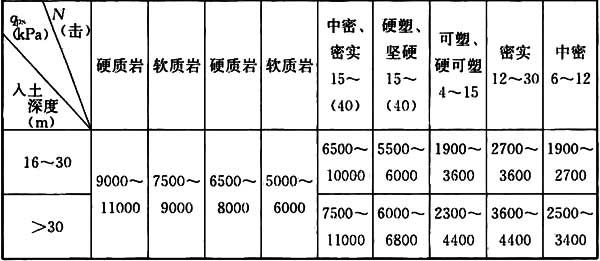 qps
(kPa)
N
(击)
入土
深度
(m)
硬质岩
软质岩
硬质岩
软质岩
中密、
密实
15～
(40)
硬塑、
坚硬
15～
(40)
可塑、
硬可塑
4～15
密实
12～30
中密
6～12
16～30
9000～
11000
7500～
9000
6500～
8000
5000～
6000
6500～
10000
5500～
6000
1900～
3600
2700～
3600
1900～
2700
>30
7500～
11000
6000～
6800
2300～
4400
3600～
4400
2500～
3400